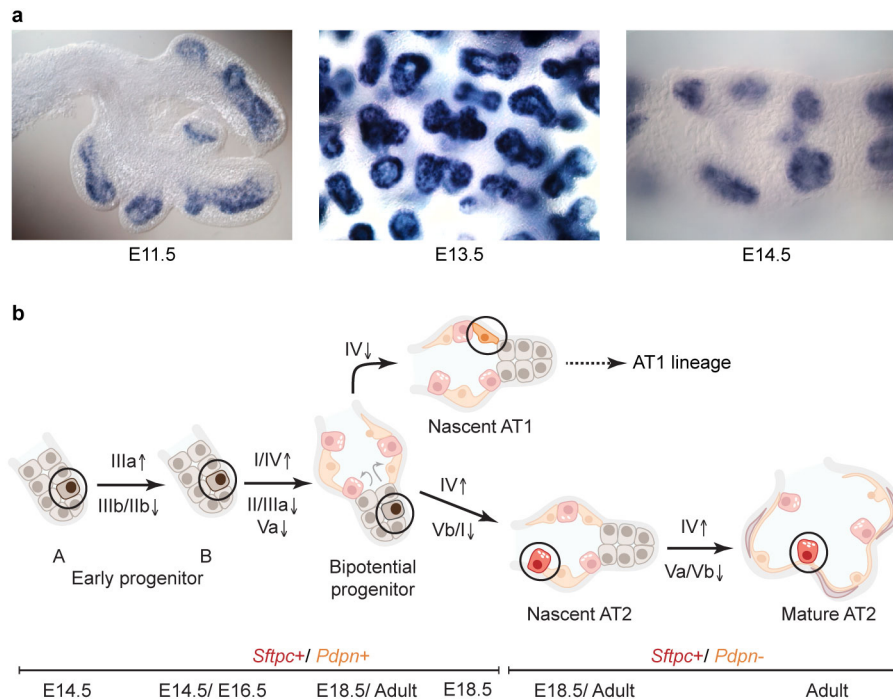 a
E11.5
E13.5
E14.5
b
IV↓
AT1 lineage
Nascent AT1
IIIa↑
IIIb/IIb↓
I/IV↑
II/IIIa↓
Va↓
IV↑
Vb/I↓
IV↑
Va/Vb↓
A
B
Early progenitor
Bipotential
progenitor
Nascent AT2
Mature AT2
Sftpc+/ Pdpn+
Sftpc+/ Pdpn-
E14.5
E14.5/ E16.5
E18.5/ Adult
E18.5
E18.5/ Adult
Adult